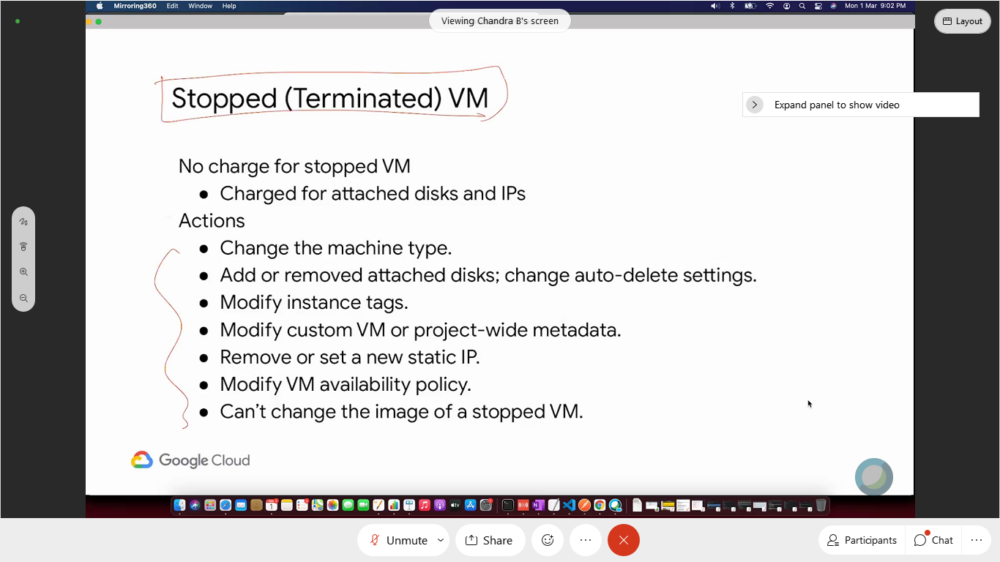 Mirroring360 Edit Window Help Mon 1 Mar 9:02 PM
Viewing Chandra B's screen
Layout
Stopped (Terminated) VM
Expand panel to show video
No charge for stopped VM
● Charged for attached disks and IPs
Actions
● Change the machine type.
● Add or removed attached disks; change auto-delete settings.
● Modify instance tags.
● Modify custom VM or project-wide metadata.
● Remove or set a new static IP.
● Modify VM availability policy.
● Can't change the image of a stopped VM.
Google Cloud
Unmute Share Participants Chat